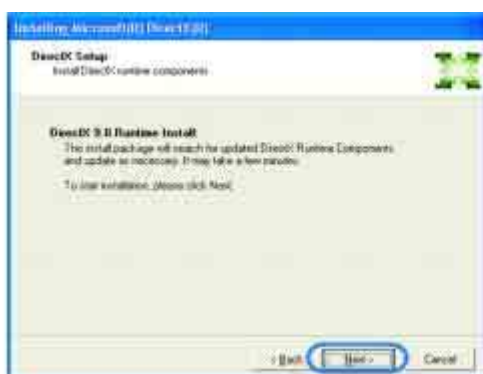 Installing Microsoft(R) DirectX(R)
DirectX Setup
Install DirectX runtime components
DirectX 9.0 Runtime Install
This install package will search for updated DirectX Runtime Components
and update as necessary. It may take a few minutes.
To start installation, please click Next.
< Back
Next >
Cancel